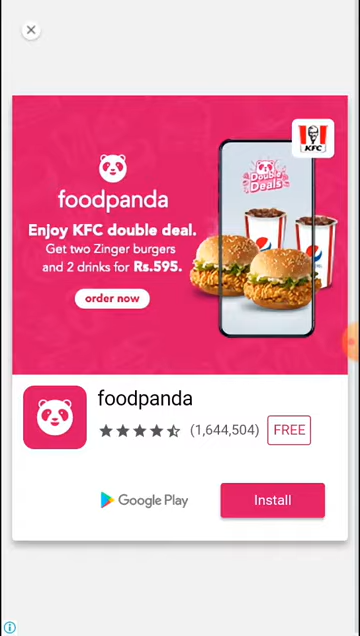 KFC
Double
Deals
foodpanda
Enjoy KFC double deal.
Get two Zinger burgers
and 2 drinks for Rs.595.
order now
foodpanda
(1,644,504)
FREE
Google Play
Install